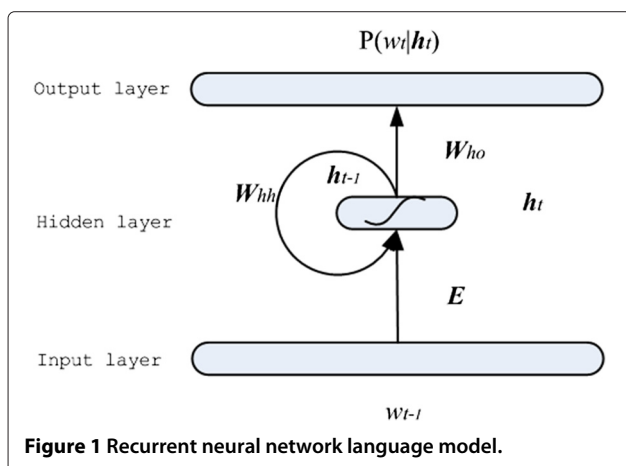 P(wt|ht)
Output layer
Who
ht-1
Whh
Hidden layer
ht
E
Input layer
wt-1
Figure 1 Recurrent neural network language model.